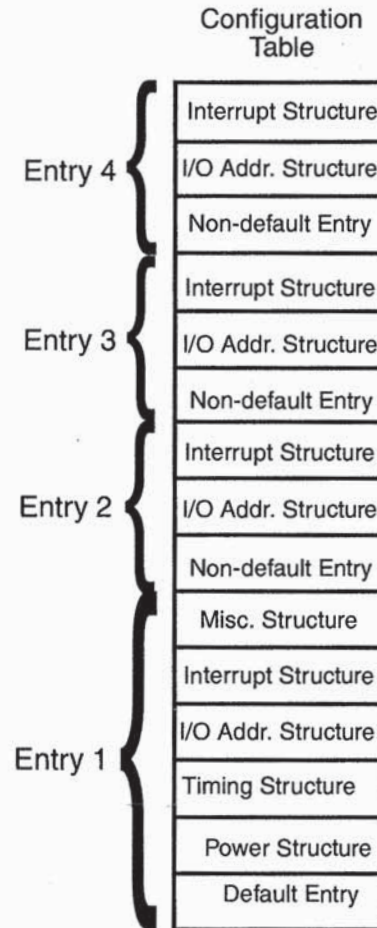 Configuration
Table
Interrupt Structure
Entry 4
I/O Addr. Structure
Non-default Entry
Interrupt Structure
Entry 3
I/O Addr. Structure
Non-default Entry
Interrupt Structure
Entry 2
I/O Addr. Structure
Non-default Entry
Misc. Structure
Interrupt Structure
I/O Addr. Structure
Entry 1
Timing Structure
Power Structure
Default Entry